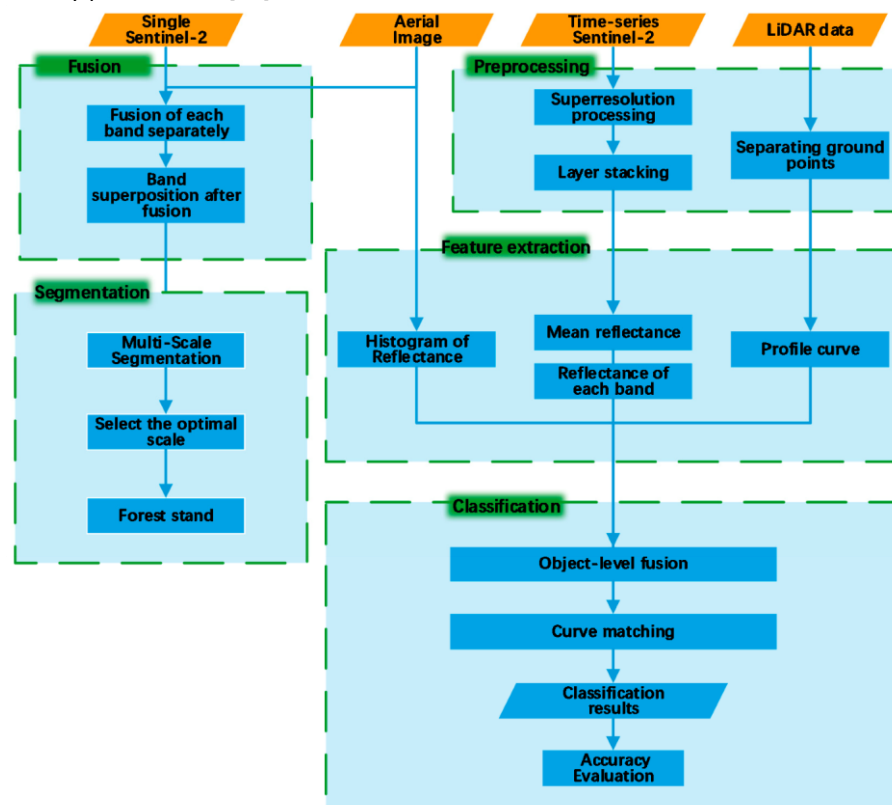 Single
Sentinel-2
Aerial
Image
Time-series
Sentinel-2
LiDAR data
Fusion
Fusion of each
band separately
Band
superposition after
fusion
Preprocessing
Superresolution
processing
Layer stacking
Separating ground
points
Segmentation
Multi-Scale
Segmentation
Select the optimal
scale
Forest stand
Feature extraction
Histogram of
Reflectance
Mean reflectance
Reflectance of
each band
Profile curve
Classification
Object-level fusion
Curve matching
Classification
results
Accuracy
Evaluation